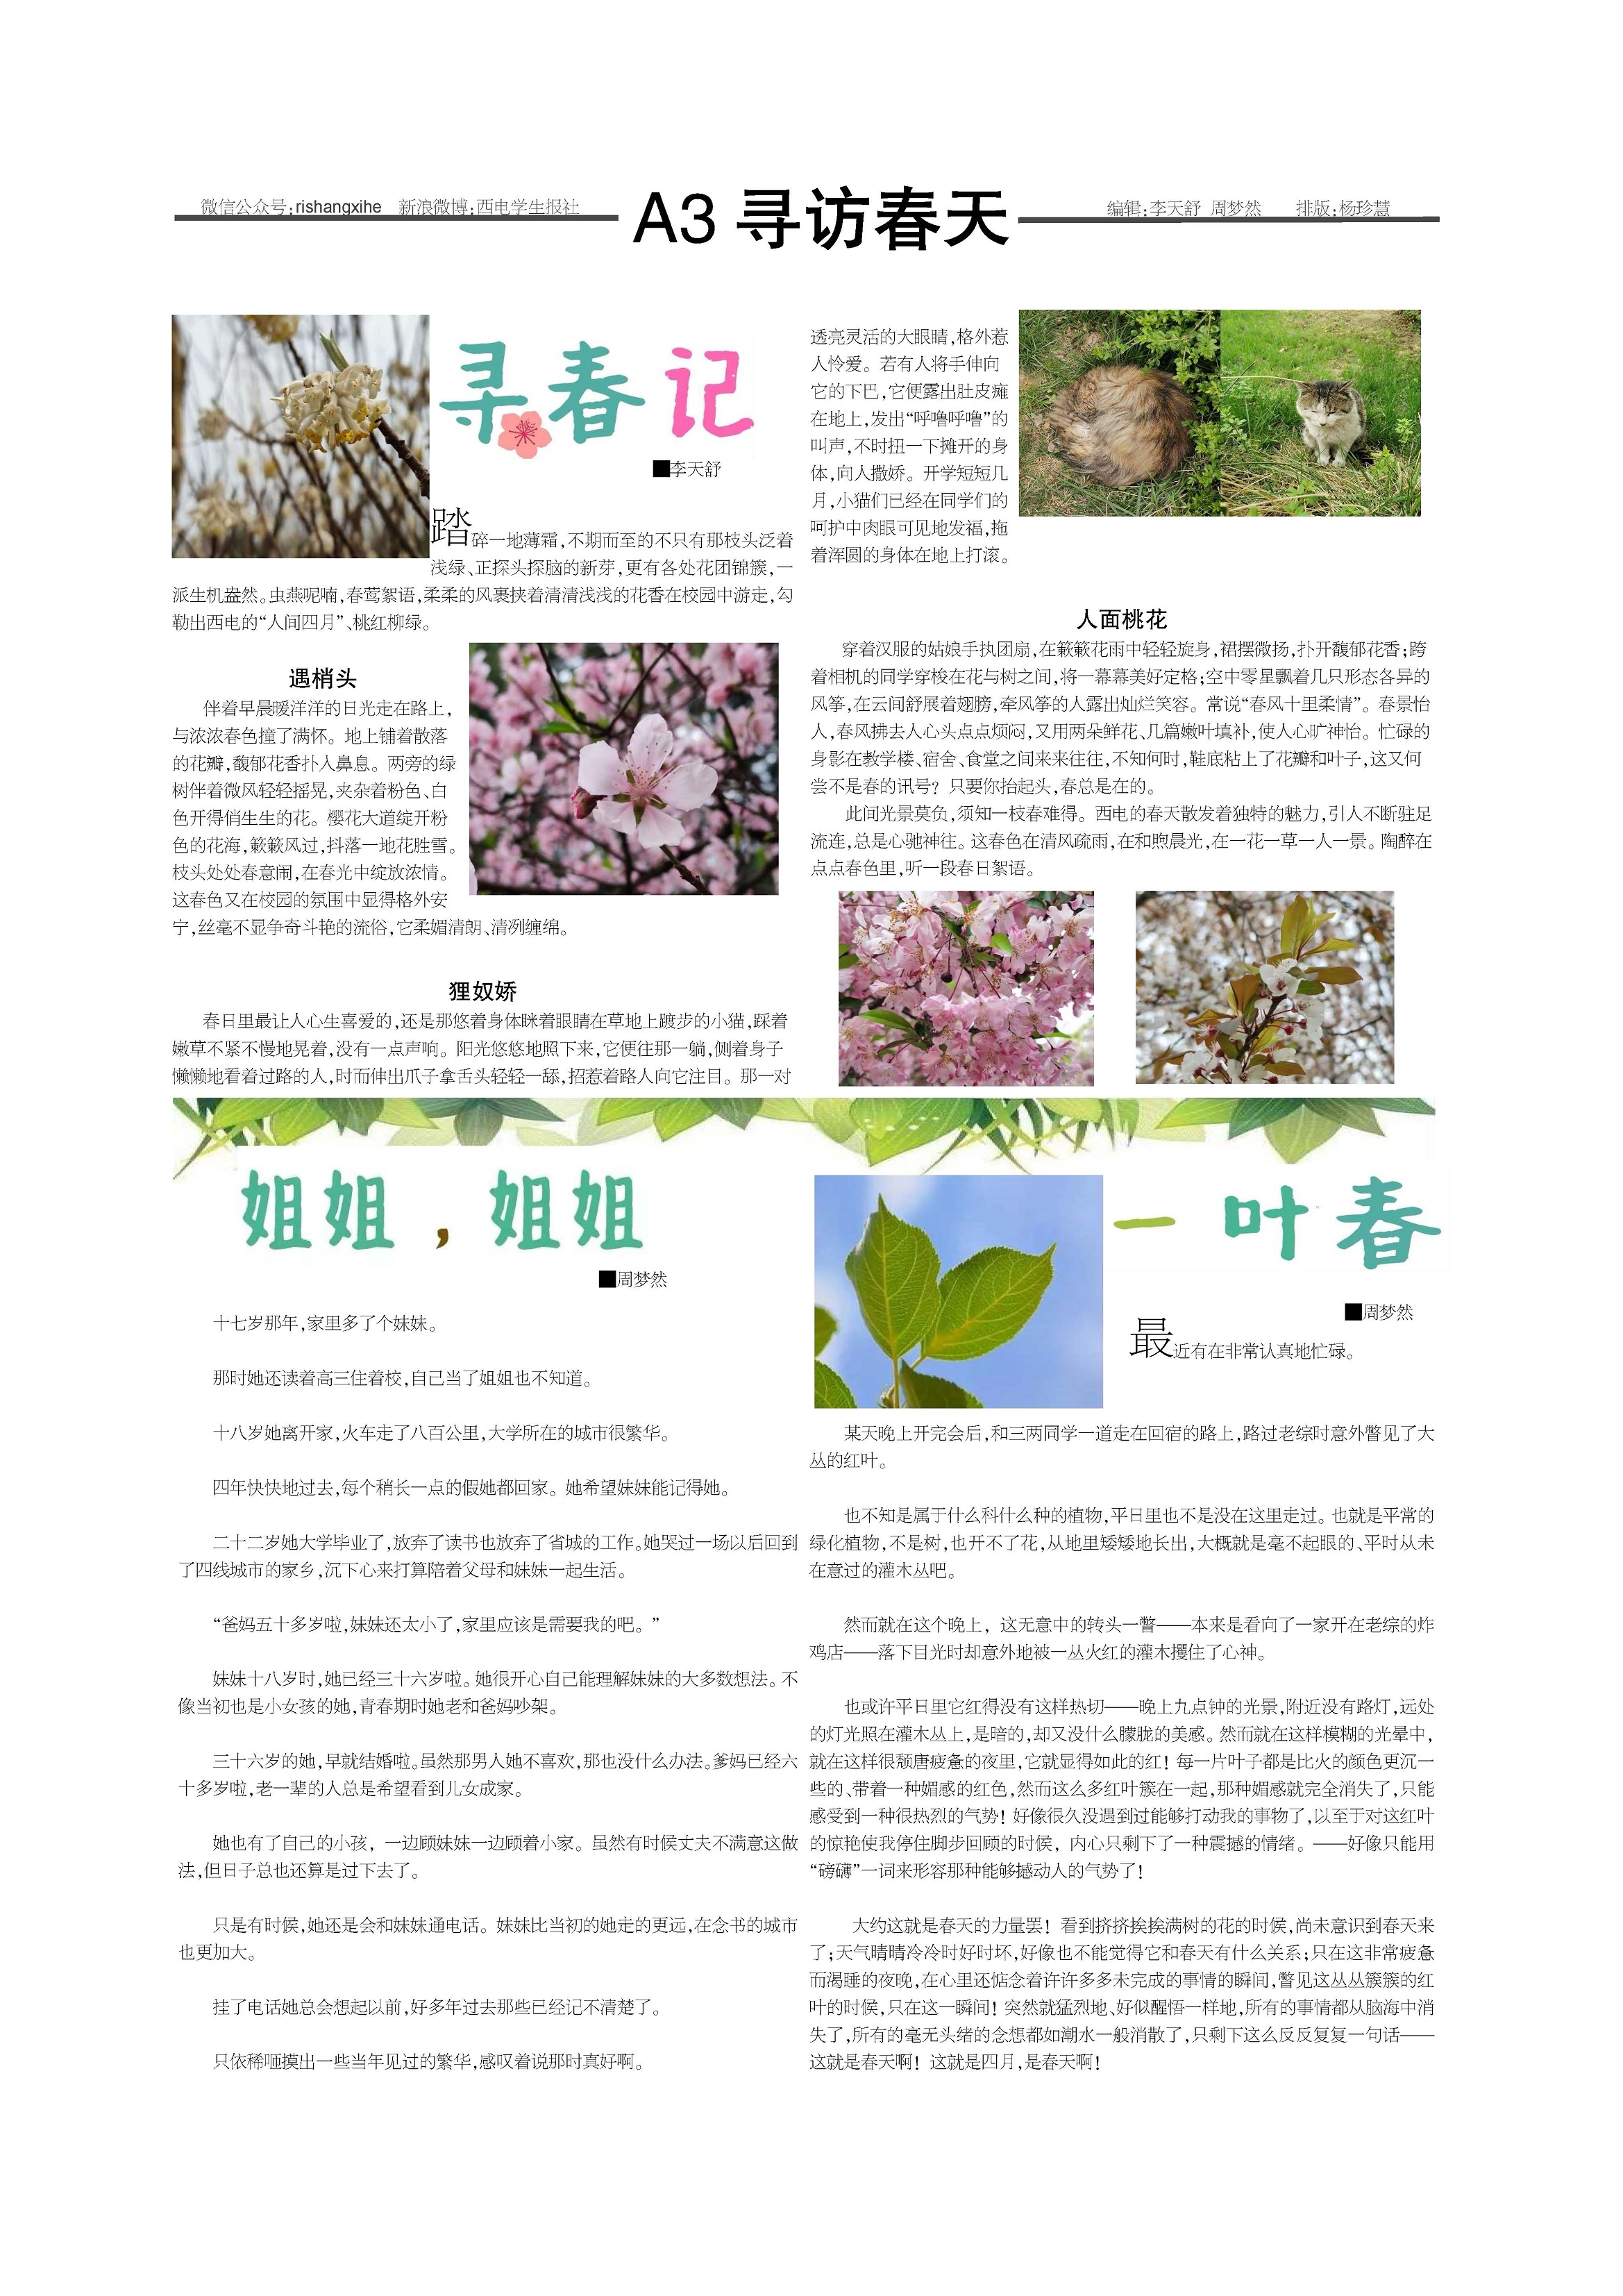 微信公众号:rishangxihe 新浪微博:西电学生报社
A3 寻访春天
编辑:李天舒 周梦然 排版:杨珍慧
寻春记
■李天舒
踏碎一地薄霜,不期而至的不只有那枝头泛着
浅绿、正探头探脑的新芽,更有各处花团锦簇,一
派生机盎然。虫燕呢喃,春莺絮语,柔柔的风裹挟着清清浅浅的花香在校园中游走,勾
勒出西电的“人间四月”、桃红柳绿。
遇梢头
伴着早晨暖洋洋的日光走在路上,
与浓浓春色撞了满怀。地上铺着散落
的花瓣,馥郁花香扑入鼻息。两旁的绿
树伴着微风轻轻摇晃,夹杂着粉色、白
色开得俏生生的花。樱花大道绽开粉
色的花海,簌簌风过,抖落一地花胜雪。
枝头处处春意闹,在春光中绽放浓情。
这春色又在校园的氛围中显得格外安
宁,丝毫不显争奇斗艳的流俗,它柔媚清朗、清洌缠绵。
狸奴娇
春日里最让人心生喜爱的,还是那悠着身体眯着眼睛在草地上踱步的小猫,踩着
嫩草不紧不慢地晃着,没有一点声响。阳光悠悠地照下来,它便往那一躺,侧着身子
懒懒地看着过路的人,时而伸出爪子拿舌头轻轻一舔,招惹着路人向它注目。那一对
透亮灵活的大眼睛,格外惹
人怜爱。若有人将手伸向
它的下巴,它便露出肚皮瘫
在地上,发出“呼噜呼噜”的
叫声,不时扭一下摊开的身
体,向人撒娇。开学短短几
月,小猫们已经在同学们的
呵护中肉眼可见地发福,拖
着浑圆的身体在地上打滚。
人面桃花
穿着汉服的姑娘手执团扇,在簌簌花雨中轻轻旋身,裙摆微扬,扑开馥郁花香;跨
着相机的同学穿梭在花与树之间,将一幕幕美好定格;空中零星飘着几只形态各异的
风筝,在云间舒展着翅膀,牵风筝的人露出灿烂笑容。常说“春风十里柔情”。春景怡
人,春风拂去人心头点点烦闷,又用两朵鲜花、几篇嫩叶填补,使人心旷神怡。忙碌的
身影在教学楼、宿舍、食堂之间来来往往,不知何时,鞋底粘上了花瓣和叶子,这又何
尝不是春的讯号?只要你抬起头,春总是在的。
此间光景莫负,须知一枝春难得。西电的春天散发着独特的魅力,引人不断驻足
流连,总是心驰神往。这春色在清风疏雨,在和煦晨光,在一花一草一人一景。陶醉在
点点春色里,听一段春日絮语。
姐姐,姐姐
■周梦然
十七岁那年,家里多了个妹妹。
那时她还读着高三住着校,自己当了姐姐也不知道。
十八岁她离开家,火车走了八百公里,大学所在的城市很繁华。
四年快快地过去,每个稍长一点的假她都回家。她希望妹妹能记得她。
二十二岁她大学毕业了,放弃了读书也放弃了省城的工作。她哭过一场以后回到
了四线城市的家乡,沉下心来打算陪着父母和妹妹一起生活。
“爸妈五十多岁啦,妹妹还太小了,家里应该是需要我的吧。”
妹妹十八岁时,她已经三十六岁啦。她很开心自己能理解妹妹的大多数想法。不
像当初也是小女孩的她,青春期时她老和爸妈吵架。
三十六岁的她,早就结婚啦。虽然那男人她不喜欢,那也没什么办法。爹妈已经六
十多岁啦,老一辈的人总是希望看到儿女成家。
她也有了自己的小孩,一边顾妹妹一边顾着小家。虽然有时候丈夫不满意这做
法,但日子总也还算是过下去了。
只是有时侯,她还是会和妹妹通电话。妹妹比当初的她走的更远,在念书的城市
也更加大。
挂了电话她总会想起以前,好多年过去那些已经记不清楚了。
只依稀咂摸出一些当年见过的繁华,感叹着说那时真好啊。
一叶春
■周梦然
最近有在非常认真地忙碌。
某天晚上开完会后,和三两同学一道走在回宿的路上,路过老综时意外瞥见了大
丛的红叶。
也不知是属于什么科什么种的植物,平日里也不是没在这里走过。也就是平常的
绿化植物,不是树,也开不了花,从地里矮矮地长出,大概就是毫不起眼的、平时从未
在意过的灌木丛吧。
然而就在这个晚上,这无意中的转头一瞥——本来是看向了一家开在老综的炸
鸡店——落下目光时却意外地被一丛火红的灌木攫住了心神。
也或许平日里它红得没有这样热切——晚上九点钟的光景,附近没有路灯,远处
的灯光照在灌木丛上,是暗的,却又没什么朦胧的美感。然而就在这样模糊的光晕中,
就在这样很颓唐疲惫的夜里,它就显得如此的红!每一片叶子都是比火的颜色更沉一
些的、带着一种媚感的红色,然而这么多红叶簇在一起,那种媚感就完全消失了,只能
感受到一种很热烈的气势!好像很久没遇到过能够打动我的事物了,以至于对这红叶
的惊艳使我停住脚步回顾的时候,内心只剩下了一种震撼的情绪。——好像只能用
“磅礴”一词来形容那种能够撼动人的气势了!
大约这就是春天的力量罢!看到挤挤挨挨满树的花的时候,尚未意识到春天来
了;天气晴晴冷冷时好时坏,好像也不能觉得它和春天有什么关系;只在这非常疲惫
而渴睡的夜晚,在心里还惦念着许许多多未完成的事情的瞬间,瞥见这丛丛簇簇的红
叶的时候,只在这一瞬间!突然就猛烈地、好似醒悟一样地,所有的事情都从脑海中消
失了,所有的毫无头绪的念想都如潮水一般消散了,只剩下这么反反复复一句话——
这就是春天啊!这就是四月,是春天啊!